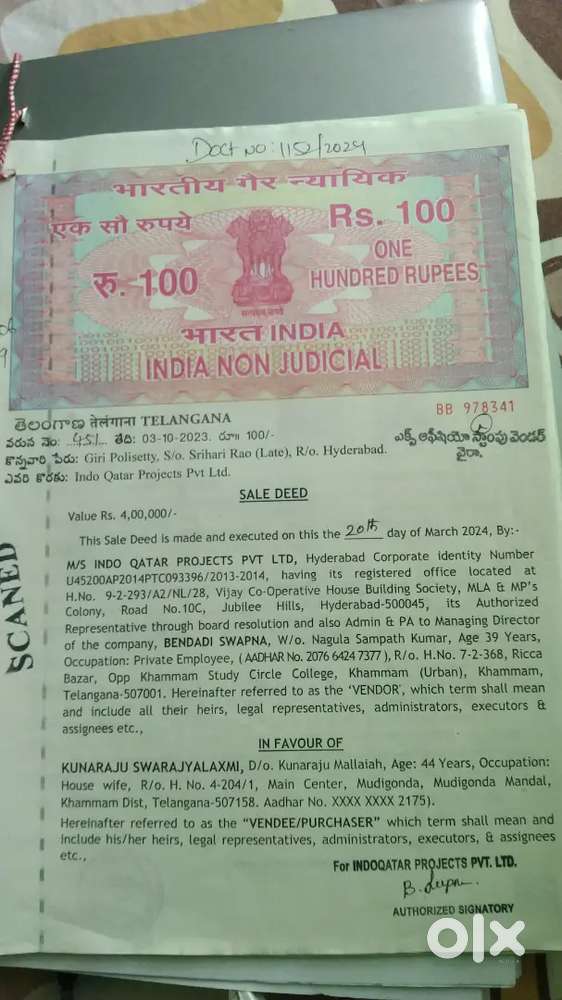 Doct No: 1152/2024
भारतीय गैर न्यायिक
एक सौ रुपये
Rs. 100
रु. 100
ONE
HUNDRED RUPEES
सत्यमेव जयते
भारत INDIA
INDIA NON JUDICIAL
BB 978341
తెలంగాణ तेलंगाना TELANGANA
వరుస నెం: 451 తేది: 03-10-2023. రూ॥ 100/-
ఎక్స్ ఆఫీషియో స్టాంపు వెండర్
వైరా.
కొన్నవారి పేరు: Giri Polisetty, S/o. Srihari Rao (Late), R/o. Hyderabad.
ఎవరి కొరకు: Indo Qatar Projects Pvt Ltd.
SALE DEED
Value Rs. 4,00,000/-
This Sale Deed is made and executed on this the 20th day of March 2024, By:-
M/S INDO QATAR PROJECTS PVT LTD, Hyderabad Corporate identity Number
U45200AP2014PTC093396/2013-2014, having its registered office located at
H.No. 9-2-293/A2/NL/28, Vijay Co-Operative House Building Society, MLA & MP's
Colony, Road No.10C, Jubilee Hills, Hyderabad-500045, its Authorized
Representative through board resolution and also Admin & PA to Managing Director
of the company, BENDADI SWAPNA, W/o. Nagula Sampath Kumar, Age 39 Years,
Occupation: Private Employee, ( AADHAR No. 2076 6424 7377 ), R/o. H.No. 7-2-368, Ricca
Bazar, Opp Khammam Study Circle College, Khammam (Urban), Khammam,
Telangana-507001. Hereinafter referred to as the 'VENDOR', which term shall mean
and include all their heirs, legal representatives, administrators, executors &
assignees etc.,
IN FAVOUR OF
KUNARAJU SWARAJYALAXMI, D/o. Kunaraju Mallaiah, Age: 44 Years, Occupation:
House wife, R/o. H. No. 4-204/1, Main Center, Mudigonda, Mudigonda Mandal,
Khammam Dist, Telangana-507158. Aadhar No. XXXX XXXX 2175).
Hereinafter referred to as the "VENDEE/PURCHASER" which term shall mean and
include his/her heirs, legal representatives, administrators, executors, & assignees
etc.,
For INDOQATAR PROJECTS PVT. LTD.
AUTHORIZED SIGNATORY
SCANED
olx